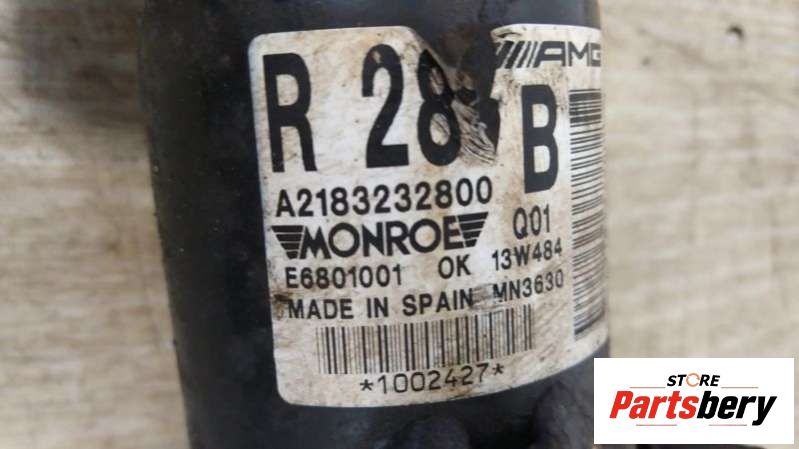 AMG
R 28 B
A2183232800
MONROE Q01
E6801001 OK 13W484
MADE IN SPAIN MN3630
*1002427*
STORE
Partsbery